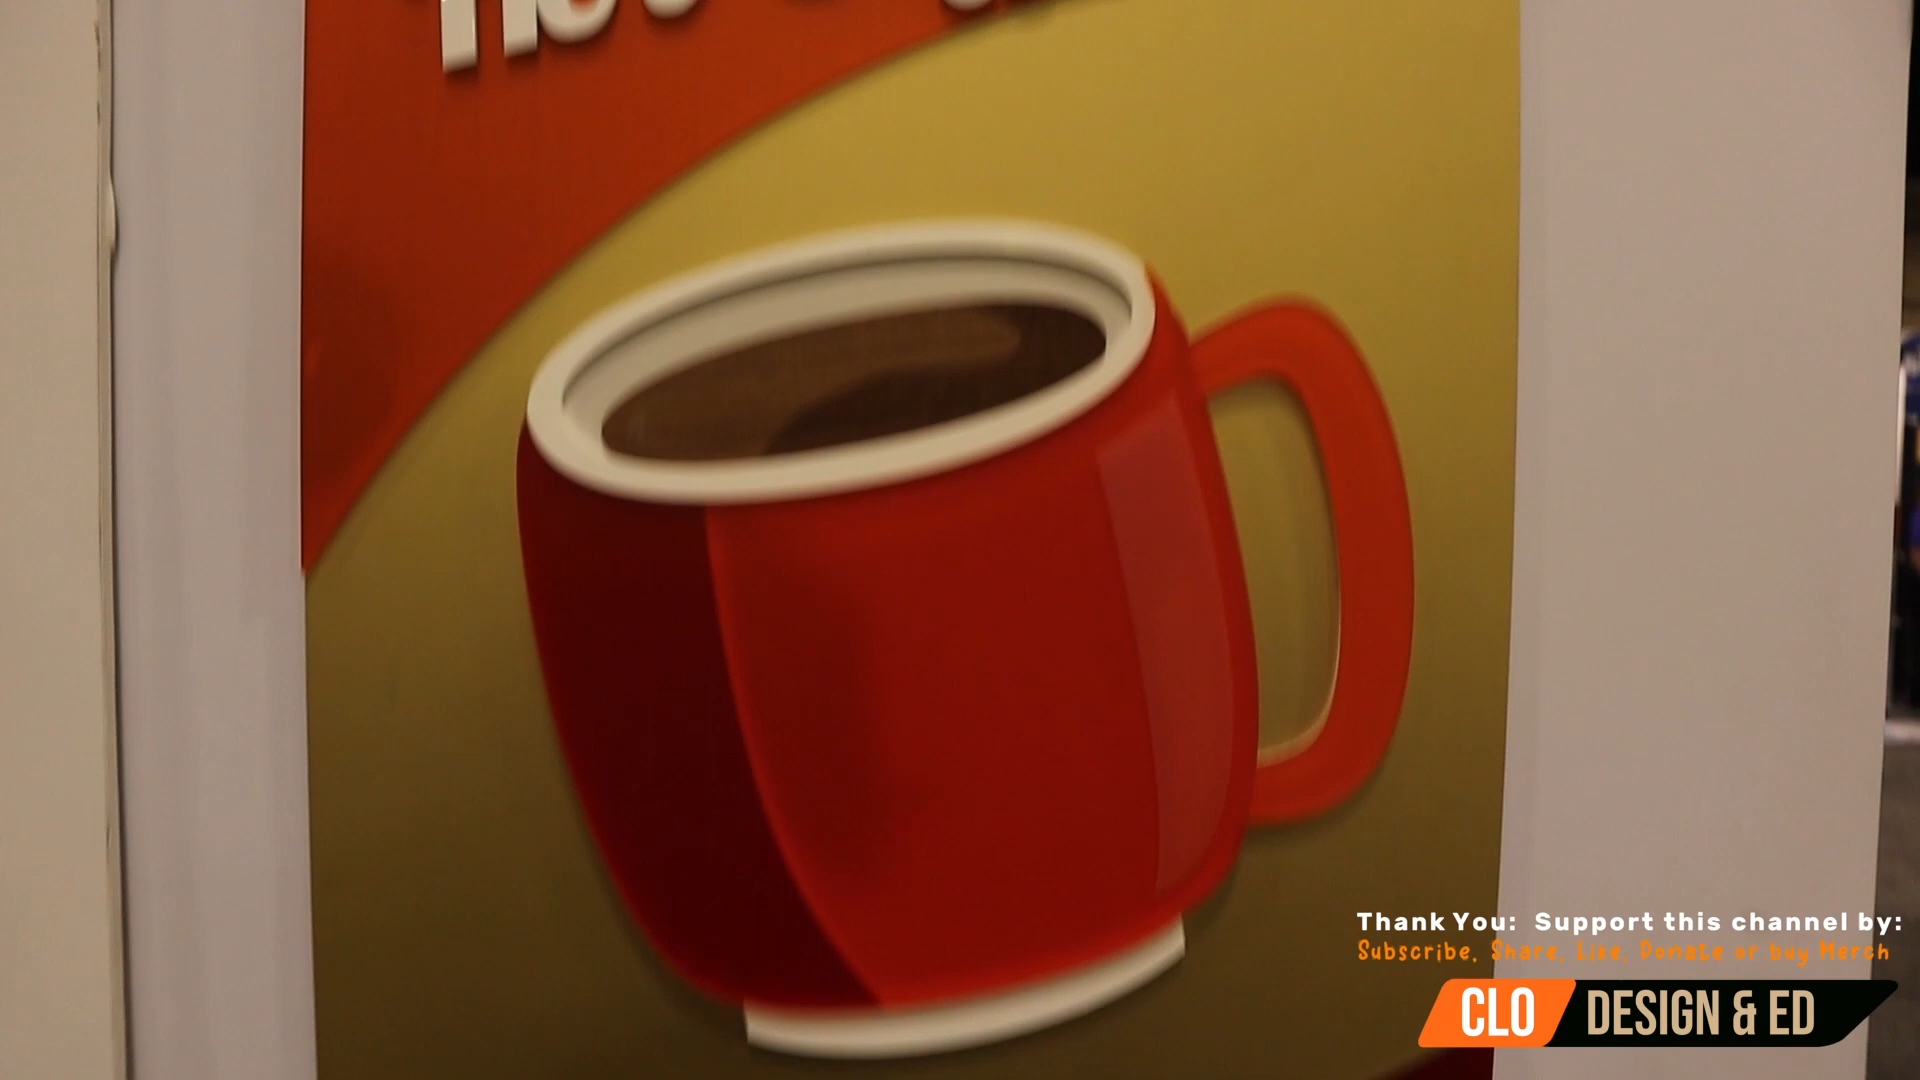 Thank You: Support this channel by:
Subscribe, Share, Like, Donate or buy Merch
CLO DESIGN & ED